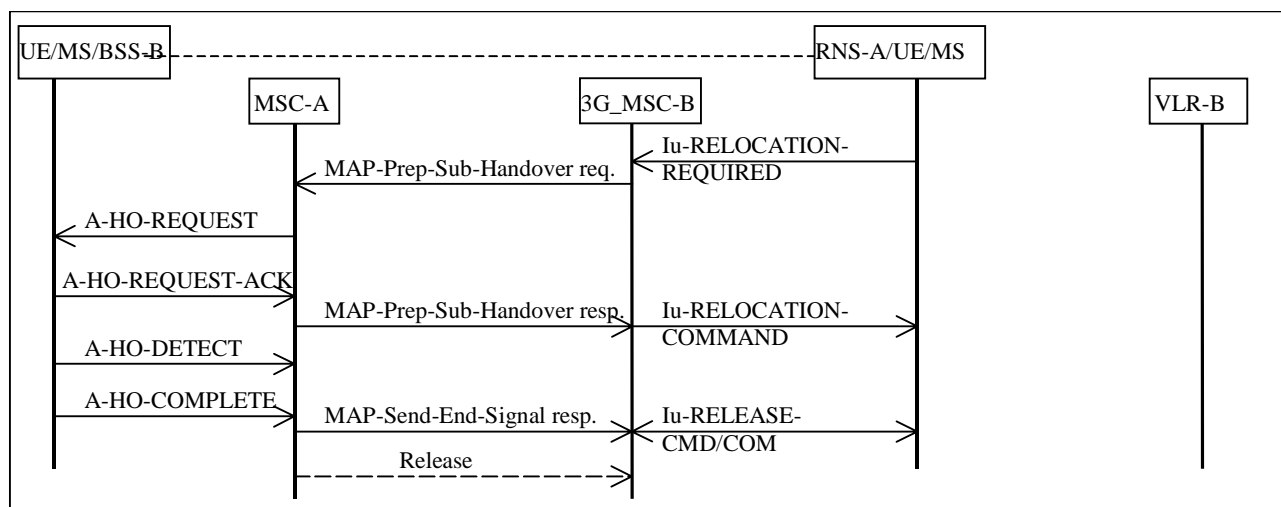 UE/MS/BSS-B
RNS-A/UE/MS
MSC-A
3G_MSC-B
VLR-B
Iu-RELOCATION-
REQUIRED
MAP-Prep-Sub-Handover req.
A-HO-REQUEST
A-HO-REQUEST-ACK
MAP-Prep-Sub-Handover resp.
Iu-RELOCATION-
COMMAND
A-HO-DETECT
A-HO-COMPLETE
MAP-Send-End-Signal resp.
Iu-RELEASE-
CMD/COM
Release